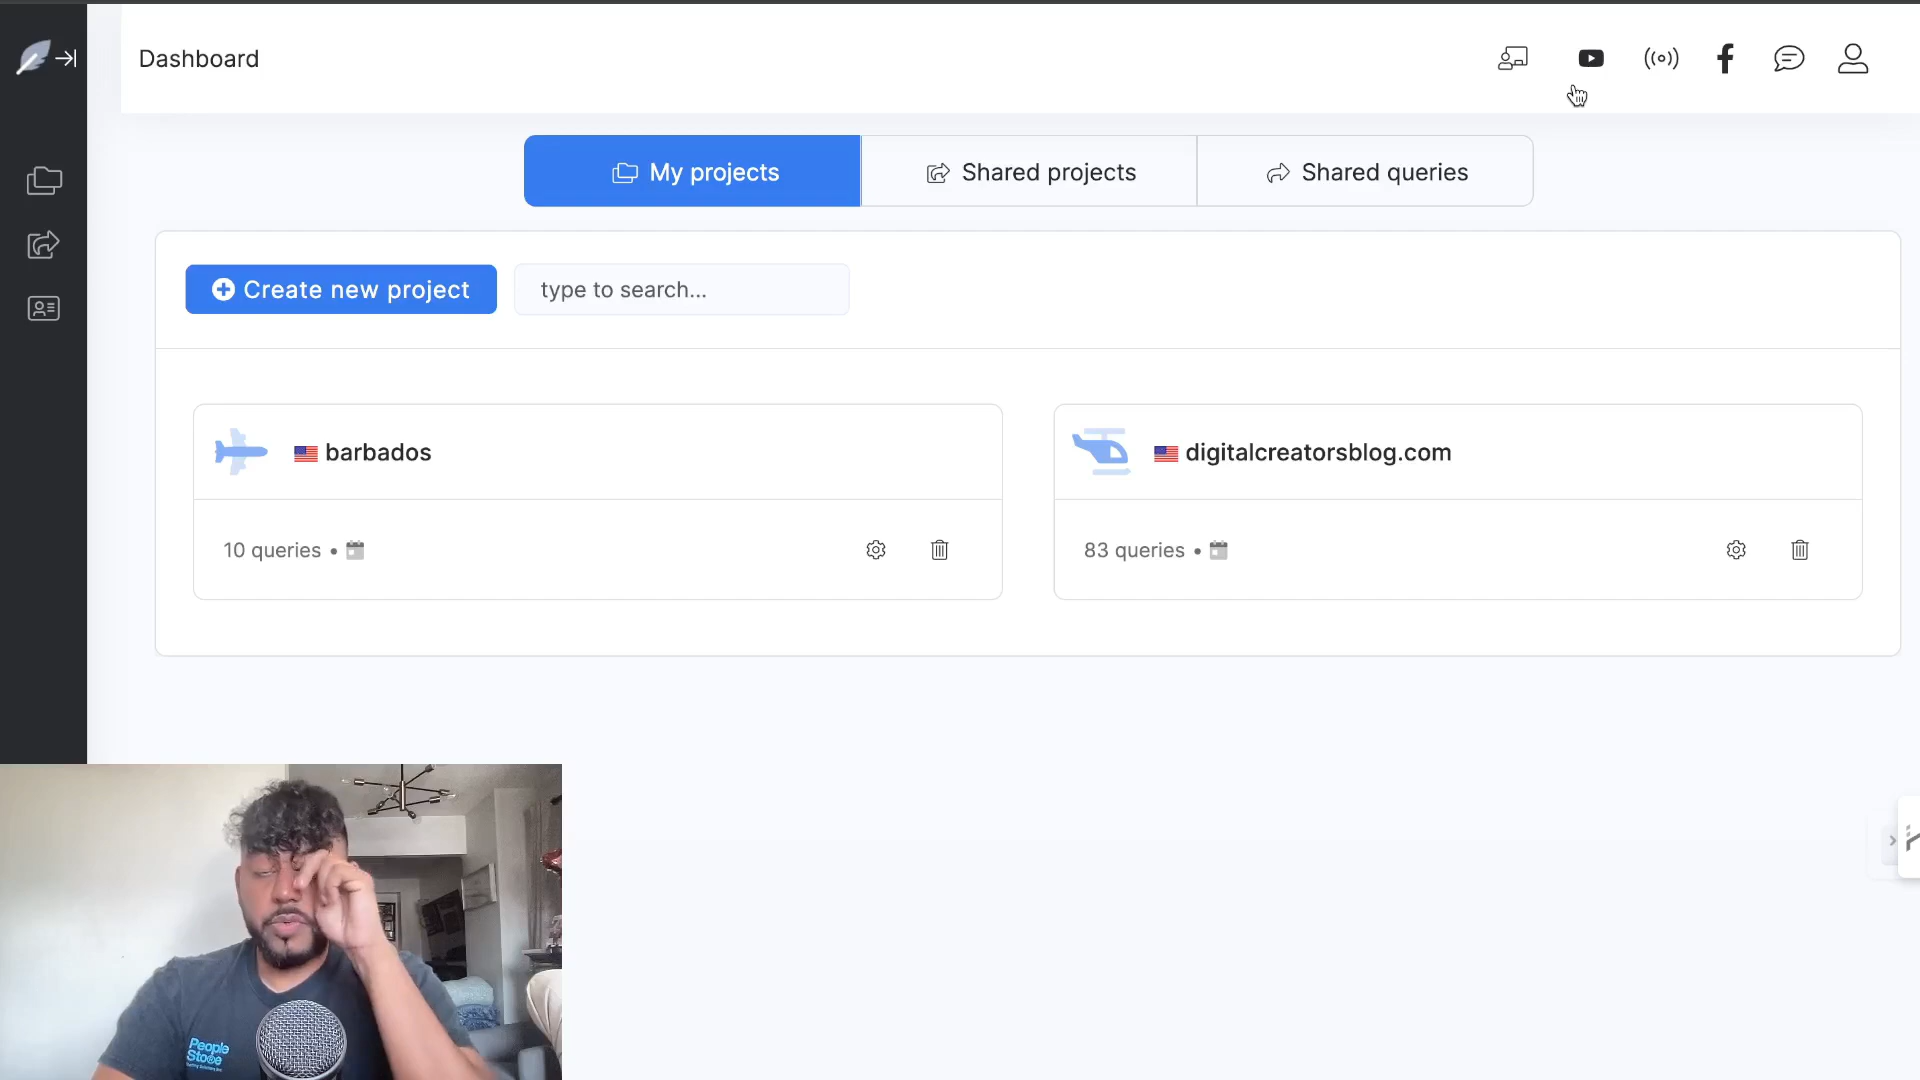 Dashboard
My projects
Shared projects
Shared queries
Create new project
type to search...
barbados
digitalcreatorsblog.com
10 queries •
83 queries •
People